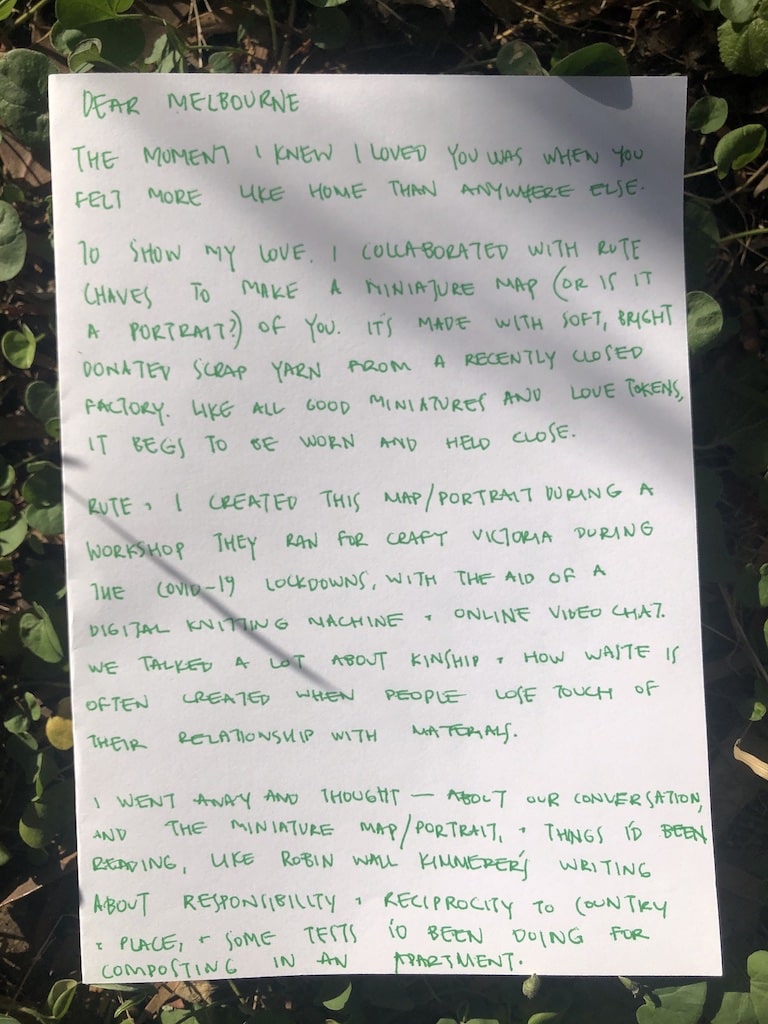 DEAR MELBOURNE
THE MOMENT I KNEW I LOVED YOU WAS WHEN YOU
FELT MORE LIKE HOME THAN ANYWHERE ELSE.
TO SHOW MY LOVE. I COLLABORATED WITH RUTE
CHAVES TO MAKE A MINIATURE MAP (OR IS IT
A PORTRAIT?) OF YOU. IT'S MADE WITH SOFT, BRIGHT
DONATED SCRAP YARN FROM A RECENTLY CLOSED
FACTORY. LIKE ALL GOOD MINIATURES AND LOVE TOKENS,
IT BEGS TO BE WORN AND HELD CLOSE.
RUTE + I CREATED THIS MAP/PORTRAIT DURING A
WORKSHOP THEY RAN FOR CRAFT VICTORIA DURING
THE COVID-19 LOCKDOWNS, WITH THE AID OF A
DIGITAL KNITTING MACHINE + ONLINE VIDEO CHAT.
WE TALKED A LOT ABOUT KINSHIP + HOW WASTE IS
OFTEN CREATED WHEN PEOPLE LOSE TOUCH OF
THEIR RELATIONSHIP WITH MATERIALS.
I WENT AWAY AND THOUGHT — ABOUT OUR CONVERSATION,
AND THE MINIATURE MAP/PORTRAIT, + THINGS I'D BEEN
READING, LIKE ROBIN WALL KIMMERER'S WRITING
ABOUT RESPONSIBILITY + RECIPROCITY TO COUNTRY
+ PLACE, + SOME TESTS I'D BEEN DOING FOR
COMPOSTING IN AN APARTMENT.